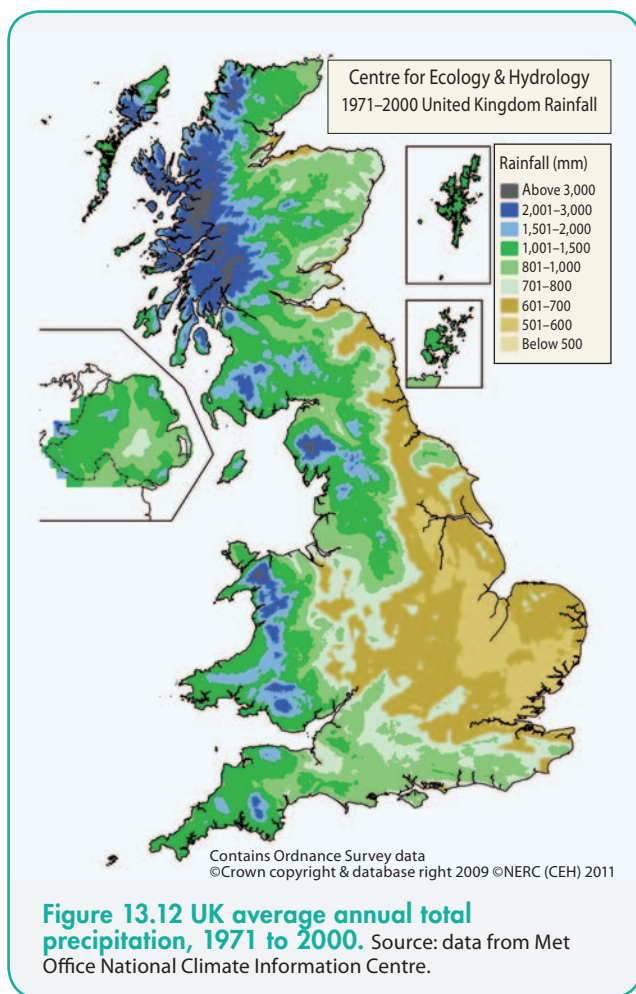 Centre for Ecology & Hydrology
1971–2000 United Kingdom Rainfall
Rainfall (mm)
Above 3,000
2,001–3,000
1,501–2,000
1,001–1,500
801–1,000
701–800
601–700
501–600
Below 500
Contains Ordnance Survey data
©Crown copyright & database right 2009 ©NERC (CEH) 2011
Figure 13.12 UK average annual total
precipitation, 1971 to 2000. Source: data from Met
Office National Climate Information Centre.